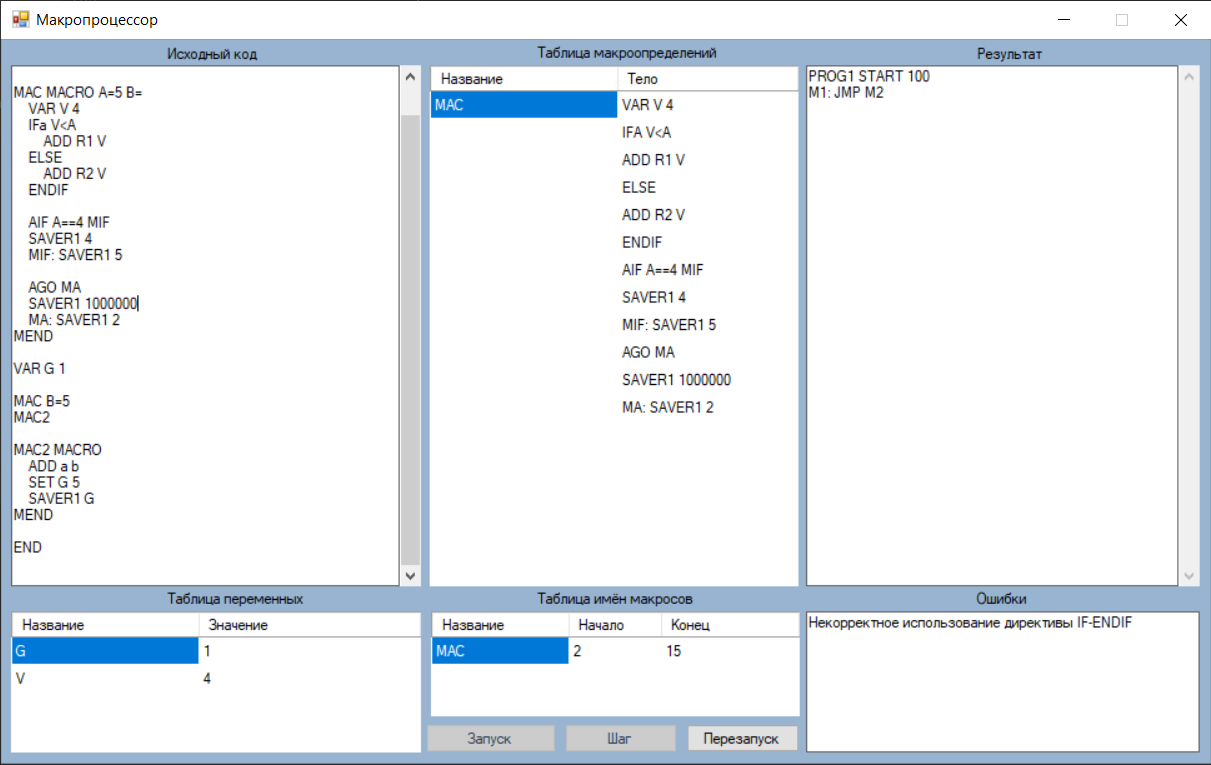 Макропроцессор
Исходный код
MAC MACRO A=5 B=
VAR V 4
IFa V<A
ADD R1 V
ELSE
ADD R2 V
ENDIF
AIF A==4 MIF
SAVER1 4
MIF: SAVER1 5
AGO MA
SAVER1 1000000
MA: SAVER1 2
MEND
VAR G 1
MAC B=5
MAC2
MAC2 MACRO
ADD a b
SET G 5
SAVER1 G
MEND
END
Таблица макроопределений
Название Тело
MAC VAR V 4
IFA V<A
ADD R1 V
ELSE
ADD R2 V
ENDIF
AIF A==4 MIF
SAVER1 4
MIF: SAVER1 5
AGO MA
SAVER1 1000000
MA: SAVER1 2
Результат
PROG1 START 100
M1: JMP M2
Таблица переменных
Название Значение
G 1
V 4
Таблица имён макросов
Название Начало Конец
MAC 2 15
Запуск Шаг Перезапуск
Ошибки
Некорректное использование директивы IF-ENDIF